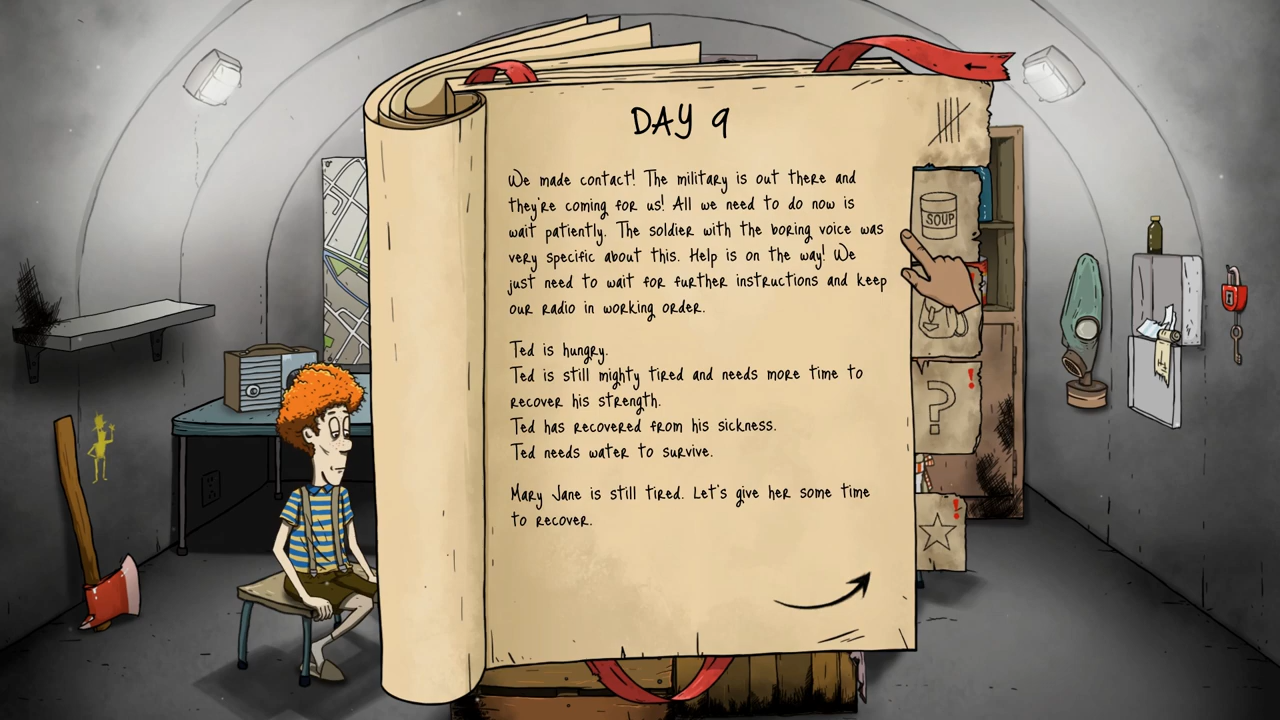 DAY 9
We made contact! The military is out there and
they're coming for us! All we need to do now is
wait patiently. The soldier with the boring voice was
very specific about this. Help is on the way! We
just need to wait for further instructions and keep
our radio in working order.
Ted is hungry.
Ted is still mighty tired and needs more time to
recover his strength.
Ted has recovered from his sickness.
Ted needs water to survive.
Mary Jane is still tired. Let's give her some time
to recover.
SOUP
?
!
!